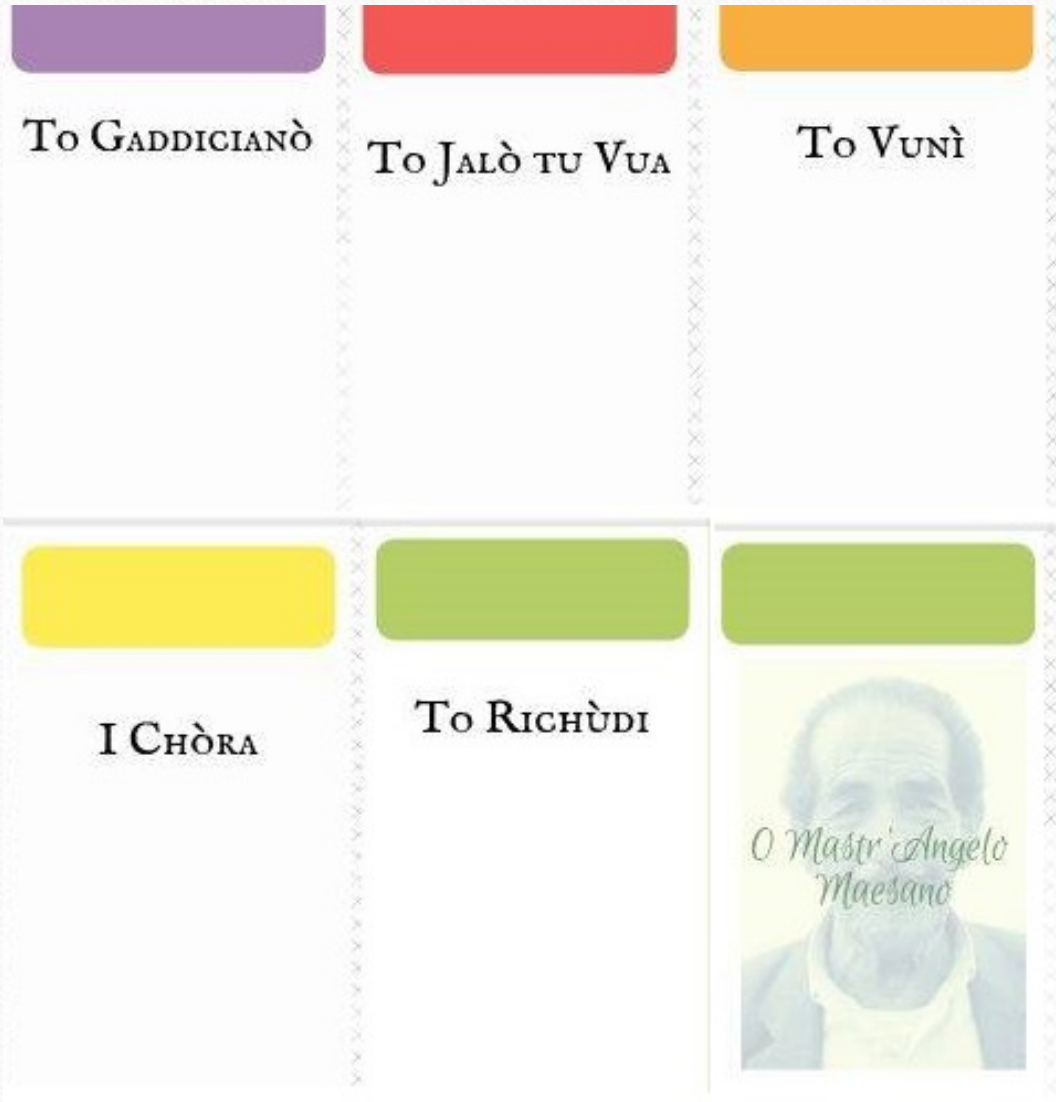 To Gaddicianò
To Jalò tu Vua
To Vunì
I Chòra
To Richùdi
O Mastr'Angelo
Maesano